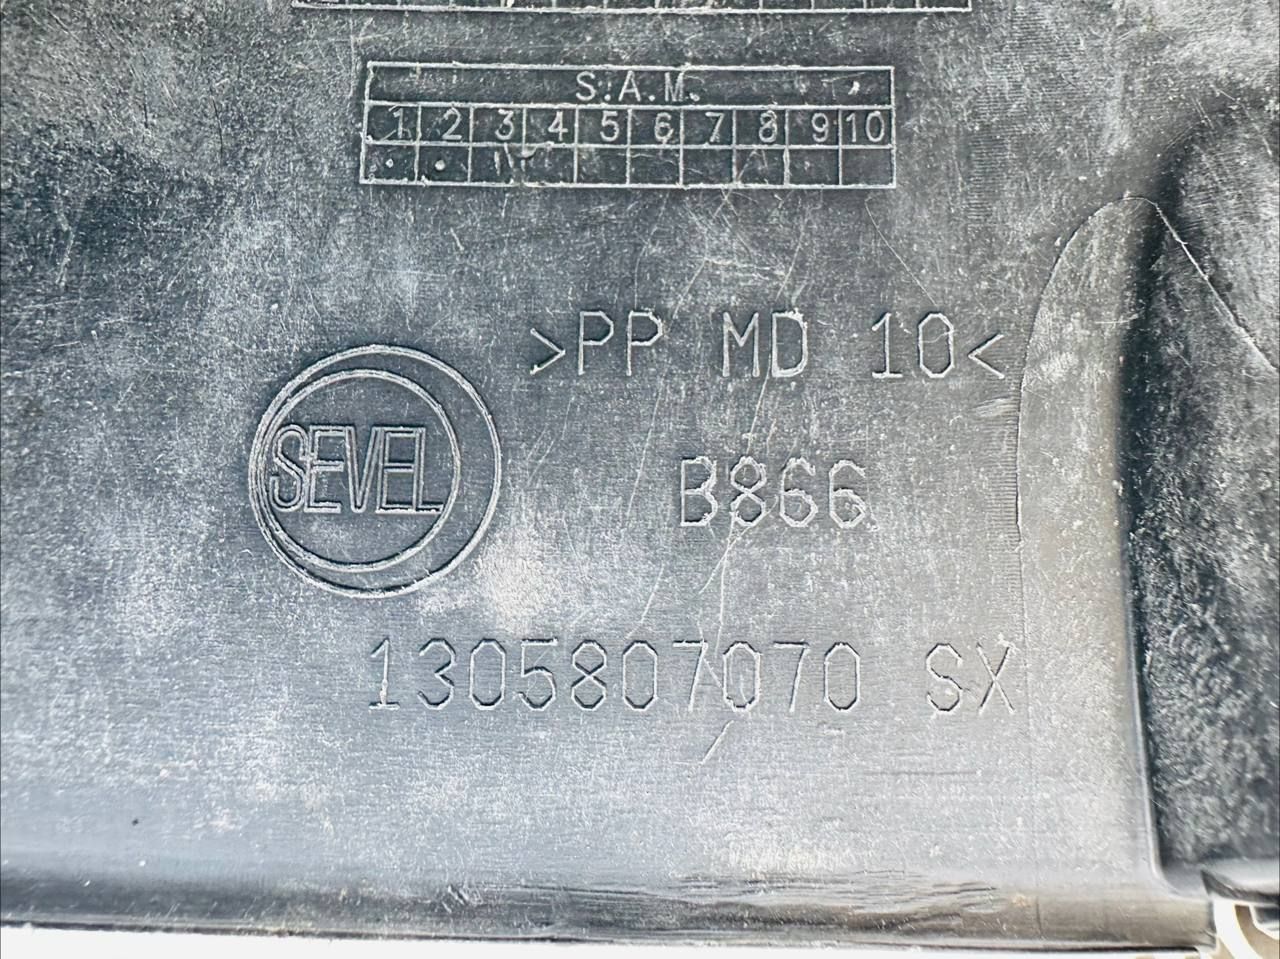 S.A.M.
1 2 3 4 5 6 7 8 9 10
>PP MD 10<
SEVEL
B866
1305807070 SX